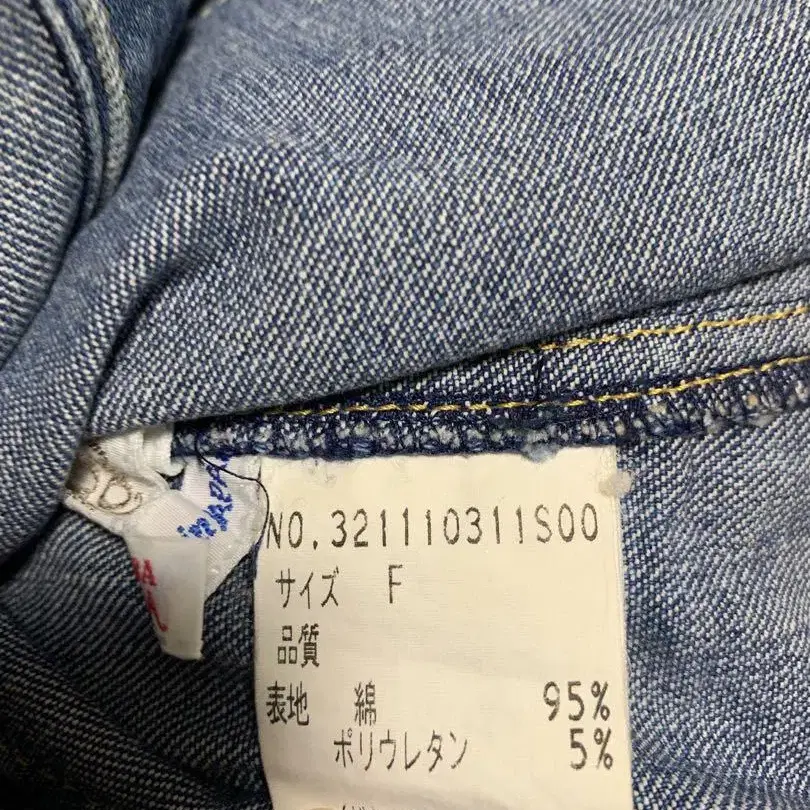 NO.321110311S00
サイズ F
品質
表地 綿 95%
ポリウレタン 5%